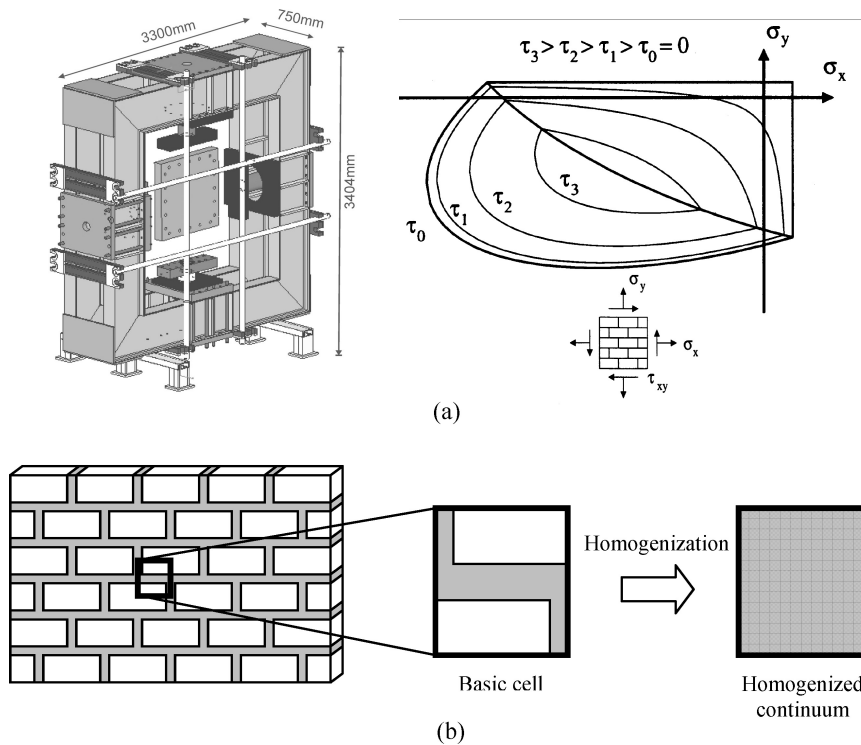 3300mm
750mm
3404mm
τ₃ > τ₂ > τ₁ > τ₀ = 0
σy
σx
τ₀
τ₁
τ₂
τ₃
σy
σx
τxy
(a)
Homogenization
Basic cell
Homogenized
continuum
(b)